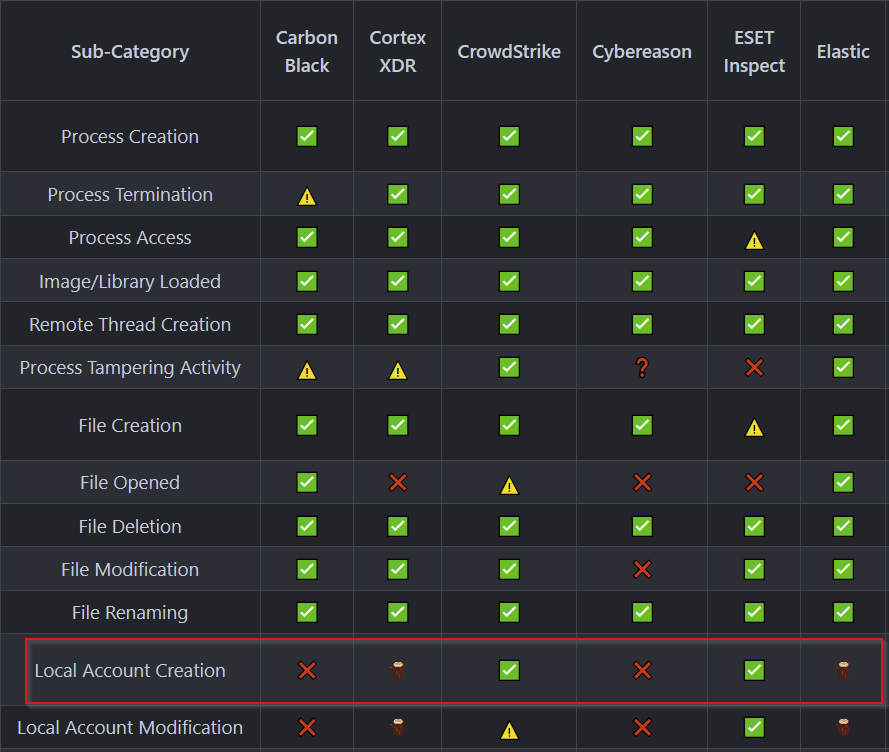 Sub-Category Carbon Black Cortex XDR CrowdStrike Cybereason ESET Inspect Elastic
Process Creation ✅ ✅ ✅ ✅ ✅ ✅
Process Termination ⚠️ ✅ ✅ ✅ ✅ ✅
Process Access ✅ ✅ ✅ ✅ ⚠️ ✅
Image/Library Loaded ✅ ✅ ✅ ✅ ✅ ✅
Remote Thread Creation ✅ ✅ ✅ ✅ ✅ ✅
Process Tampering Activity ⚠️ ⚠️ ✅ ❓ ❌ ✅
File Creation ✅ ✅ ✅ ✅ ⚠️ ✅
File Opened ✅ ❌ ⚠️ ❌ ❌ ✅
File Deletion ✅ ✅ ✅ ✅ ✅ ✅
File Modification ✅ ✅ ✅ ❌ ✅ ✅
File Renaming ✅ ✅ ✅ ✅ ✅ ✅
Local Account Creation ❌ 🪵 ✅ ❌ ✅ 🪵
Local Account Modification ❌ 🪵 ⚠️ ❌ ✅ 🪵